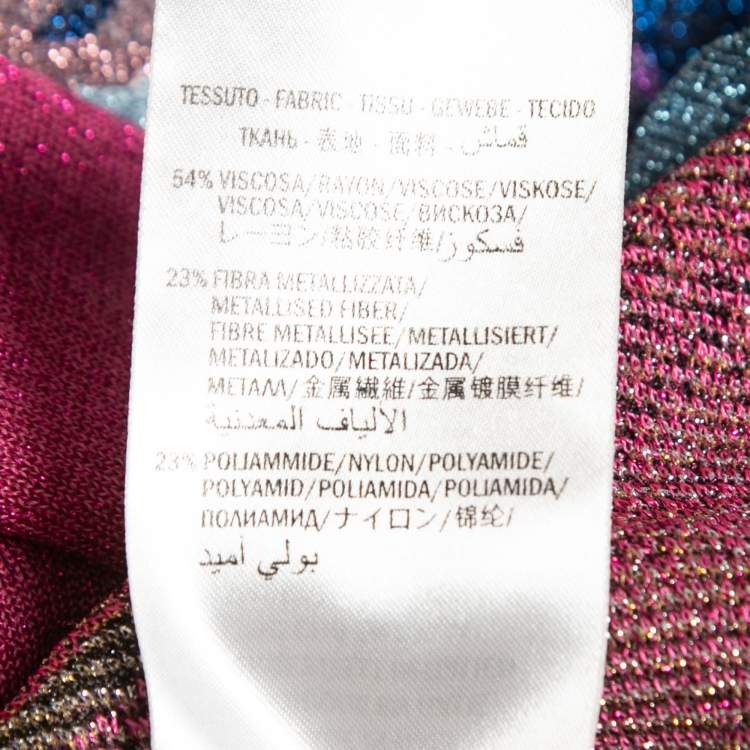 TESSUTO - FABRIC - TISSU - GEWEBE - TECIDO
ТКАНЬ - 表地 - 面料 - قماش
54% VISCOSA/RAYON/VISCOSE/VISKOSE/
VISCOSA/VISCOSE/ВИСКОЗА/
レーヨン/粘胶纤维/فسكوز
23% FIBRA METALLIZZATA/
METALLISED FIBER/
FIBRE METALLISEE/METALLISIERT/
METALIZADO/METALIZADA/
МЕТАЛЛ/金属繊維/金属镀膜纤维/
الالياف المعدنية
23% POLIAMMIDE/NYLON/POLYAMIDE/
POLYAMID/POLIAMIDA/POLIAMIDA/
ПОЛИАМИД/ナイロン/锦纶/
بولي أميد